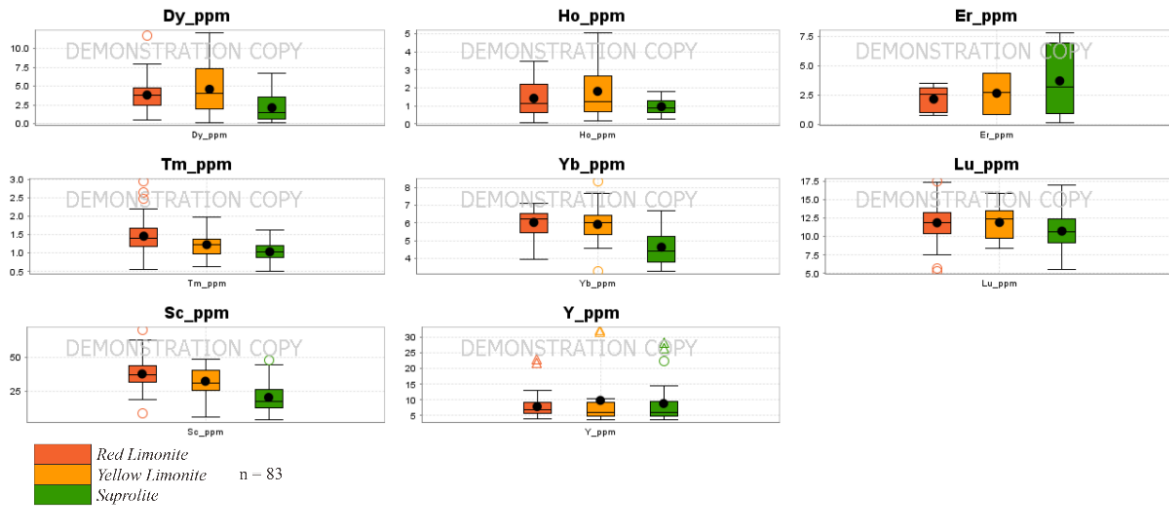 Dy_ppm
DEMONSTRATION COPY
10.0
7.5
5.0
2.5
0.0
Dy_ppm
Ho_ppm
DEMONSTRATION COPY
5
4
3
2
1
0
Ho_ppm
Er_ppm
DEMONSTRATION COPY
7.5
5.0
2.5
0.0
Er_ppm
Tm_ppm
DEMONSTRATION COPY
3.0
2.5
2.0
1.5
1.0
0.5
Tm_ppm
Yb_ppm
DEMONSTRATION COPY
8
6
4
Yb_ppm
Lu_ppm
DEMONSTRATION COPY
17.5
15.0
12.5
10.0
7.5
5.0
Lu_ppm
Sc_ppm
DEMONSTRATION COPY
50
25
Sc_ppm
Y_ppm
DEMONSTRATION COPY
30
25
20
15
10
5
Y_ppm
Red Limonite
Yellow Limonite n = 83
Saprolite